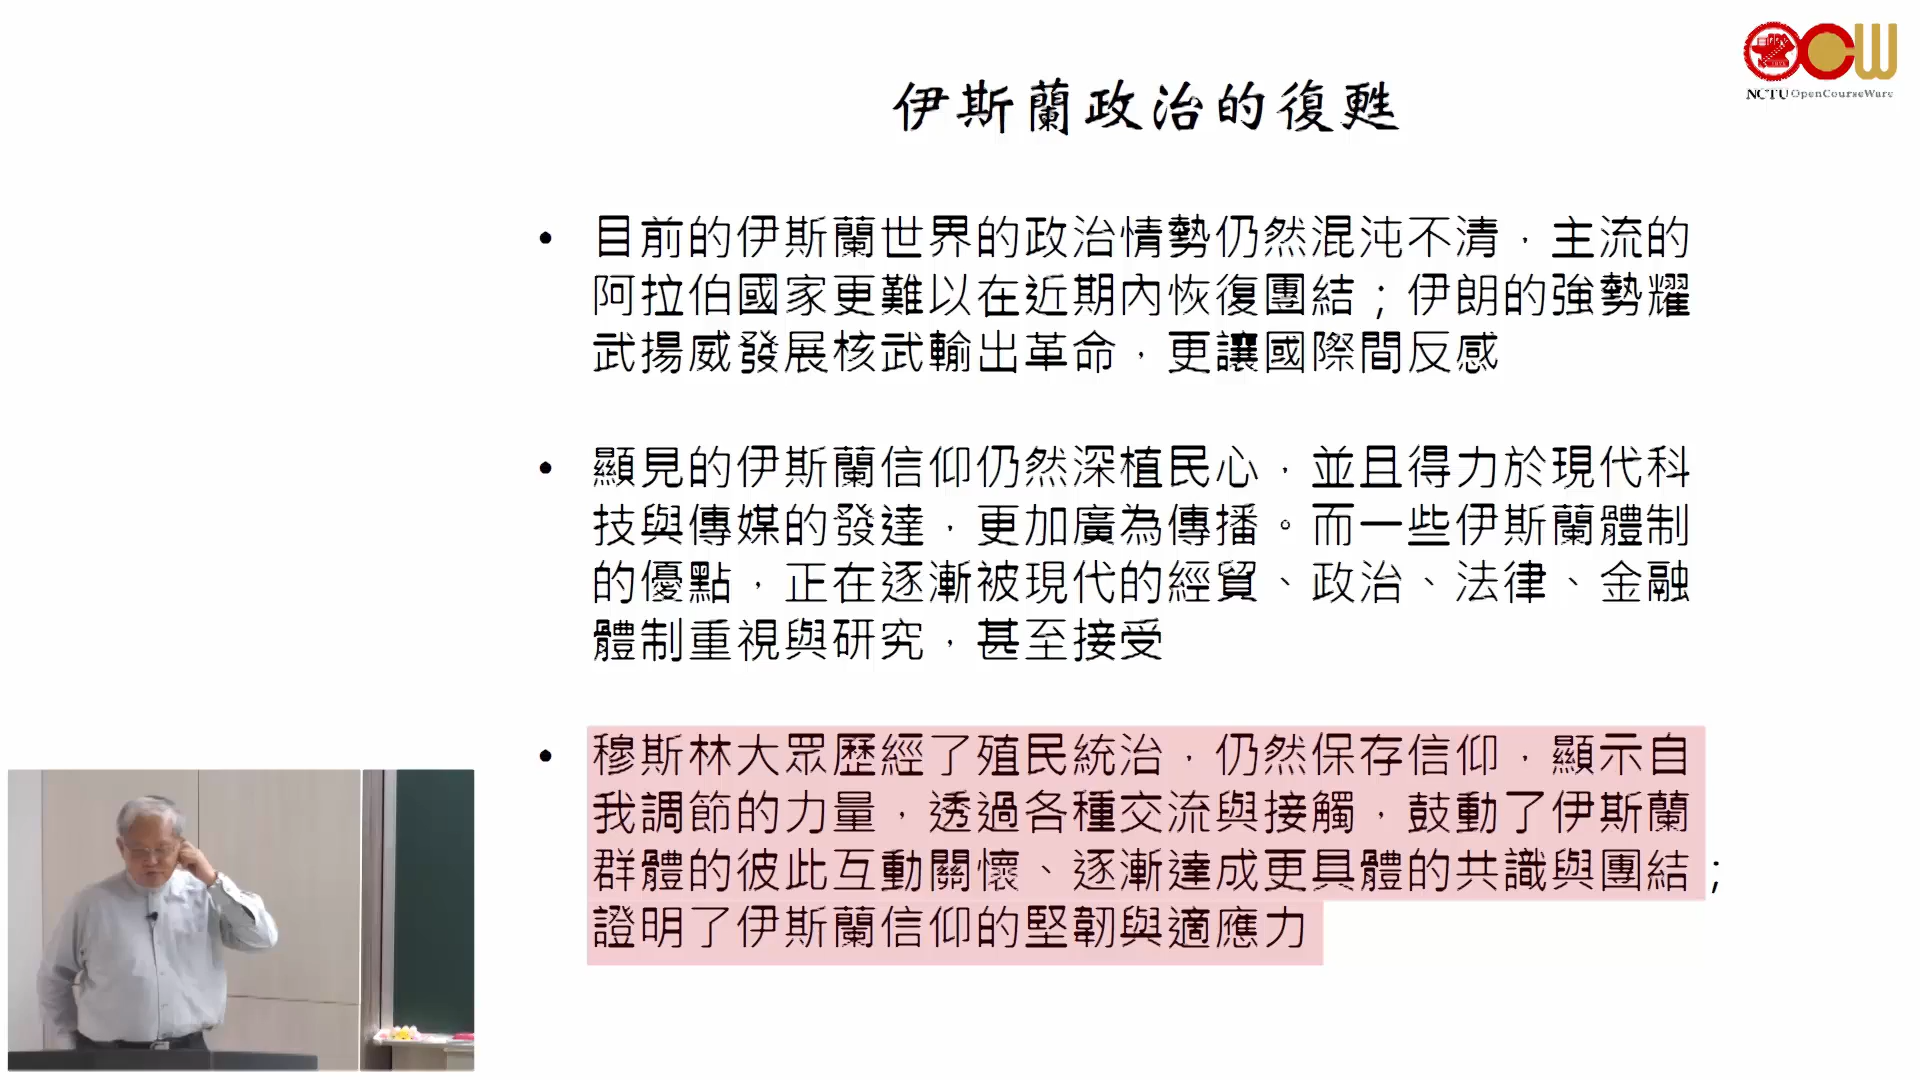 NCTU OpenCourseWare
伊斯蘭政治的復甦
• 目前的伊斯蘭世界的政治情勢仍然混沌不清，主流的
阿拉伯國家更難以在近期內恢復團結；伊朗的強勢耀
武揚威發展核武輸出革命，更讓國際間反感
• 顯見的伊斯蘭信仰仍然深植民心，並且得力於現代科
技與傳媒的發達，更加廣為傳播。而一些伊斯蘭體制
的優點，正在逐漸被現代的經貿、政治、法律、金融
體制重視與研究，甚至接受
• 穆斯林大眾歷經了殖民統治，仍然保存信仰，顯示自
我調節的力量，透過各種交流與接觸，鼓動了伊斯蘭
群體的彼此互動關懷、逐漸達成更具體的共識與團結；
證明了伊斯蘭信仰的堅韌與適應力